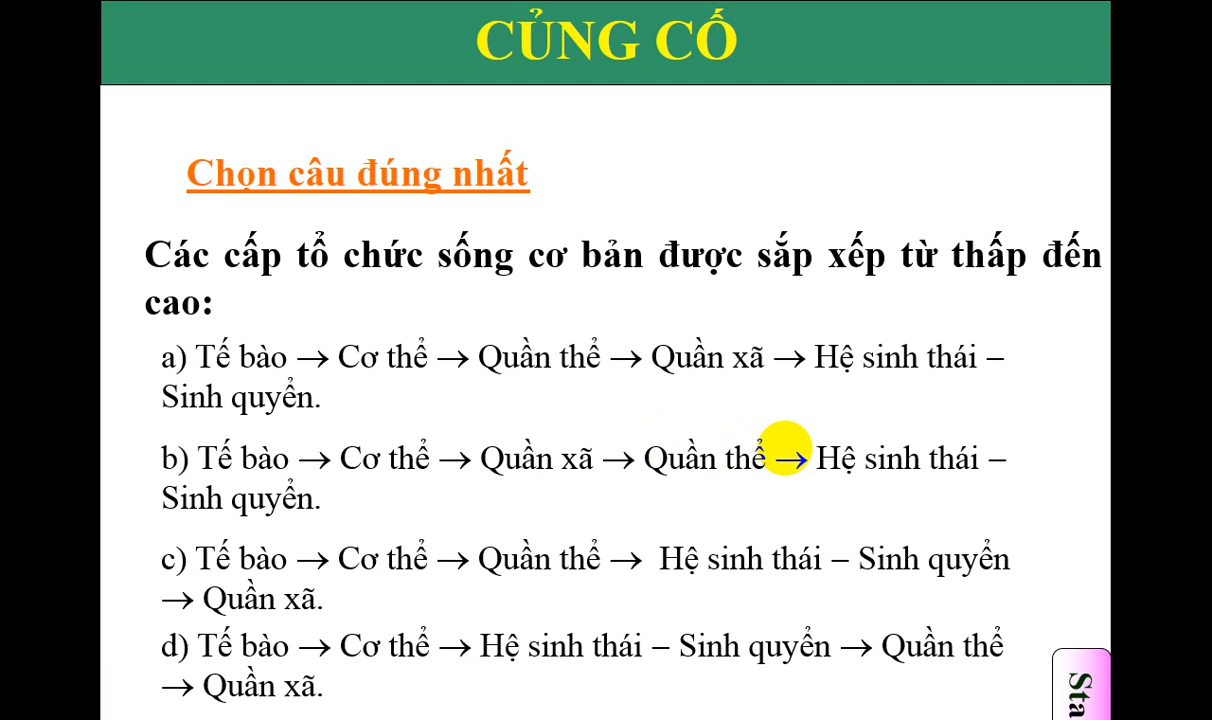 CỦNG CỐ
Chọn câu đúng nhất
Các cấp tổ chức sống cơ bản được sắp xếp từ thấp đến
cao:
a) Tế bào → Cơ thể → Quần thể → Quần xã → Hệ sinh thái –
Sinh quyển.
b) Tế bào → Cơ thể → Quần xã → Quần thể → Hệ sinh thái –
Sinh quyển.
c) Tế bào → Cơ thể → Quần thể → Hệ sinh thái – Sinh quyển
→ Quần xã.
d) Tế bào → Cơ thể → Hệ sinh thái – Sinh quyển → Quần thể
→ Quần xã.
Sta